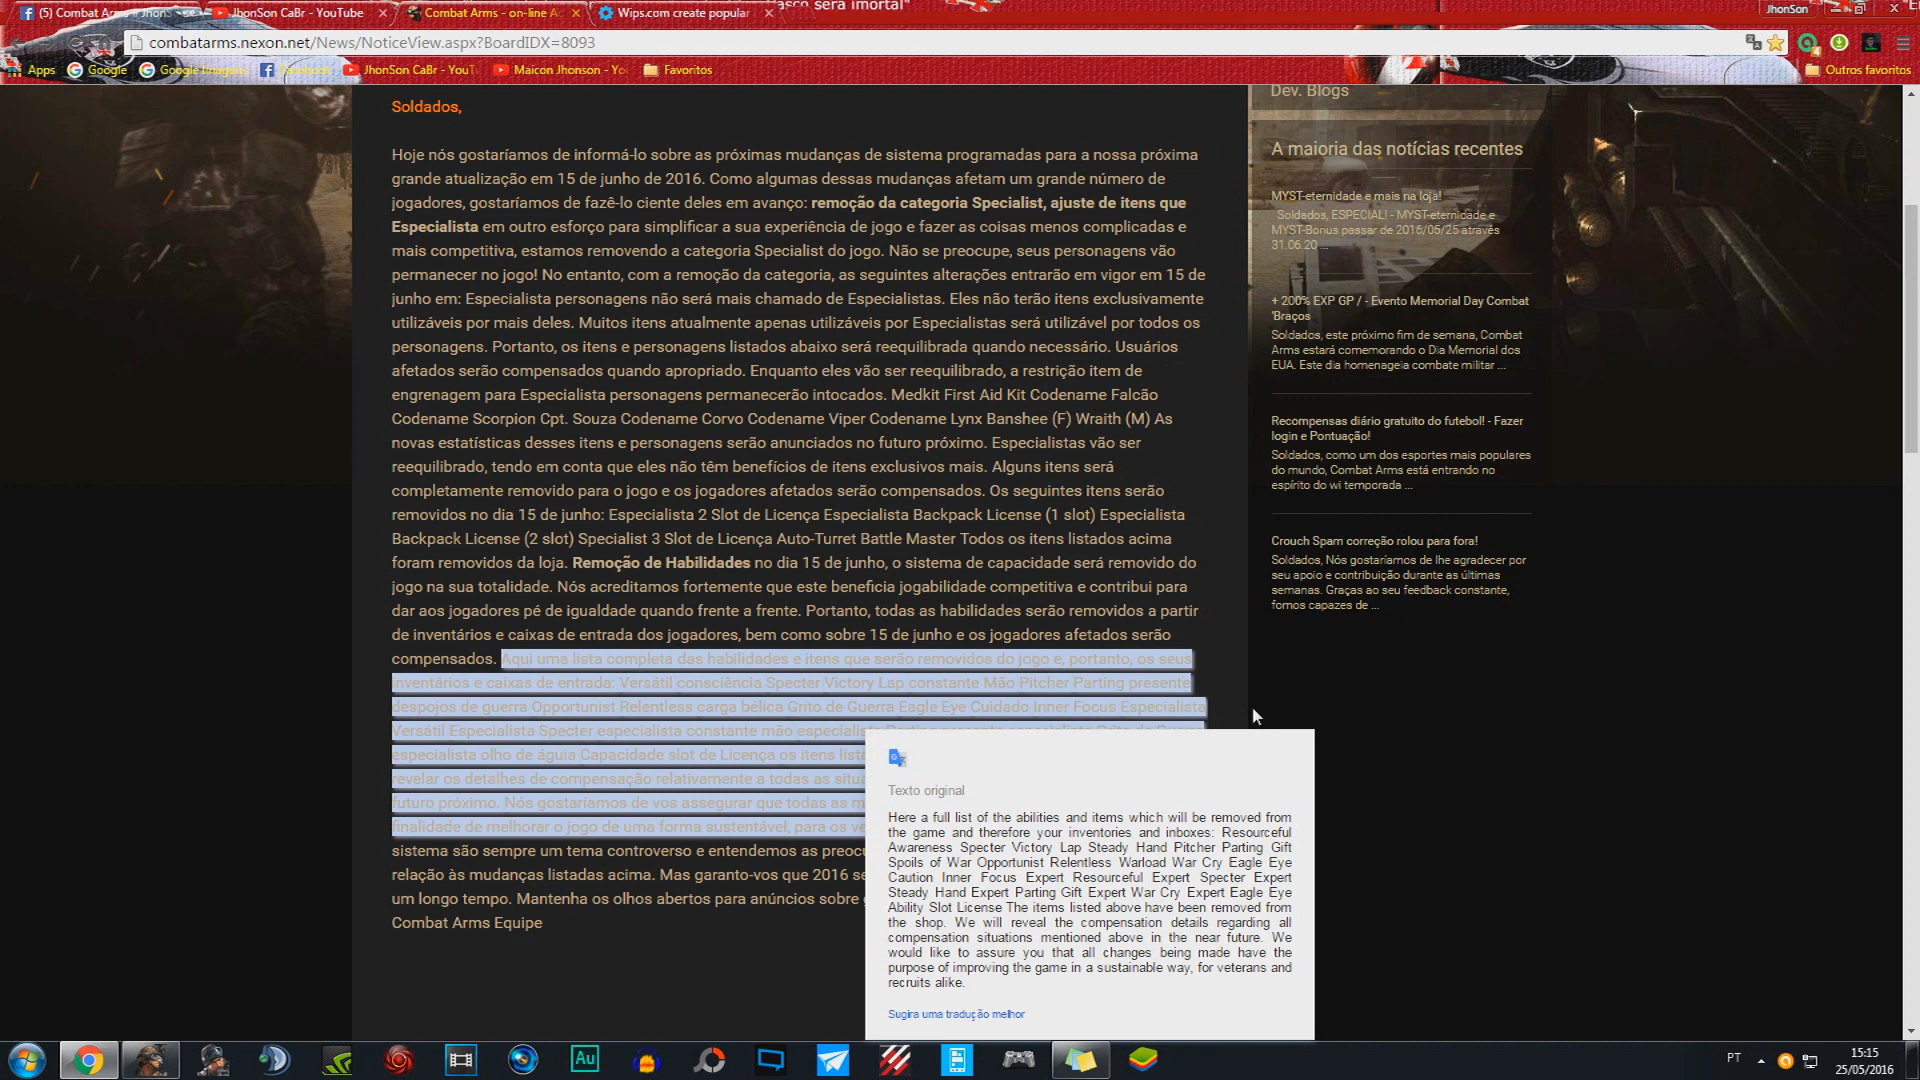 (5) Combat Arms
JhonSon CaBr - YouTube
Combat Arms - on-line Ac
Wips.com create popular
asco será imortal"
JhonSon
combatarms.nexon.net/News/NoticeView.aspx?BoardIDX=8093
Apps
Google
Google Imagens
Facebook
JhonSon CaBr - YouT
Maicon Jhonson - Yo
Favoritos
Outros favoritos
Soldados,
Hoje nós gostaríamos de informá-lo sobre as próximas mudanças de sistema programadas para a nossa próxima
grande atualização em 15 de junho de 2016. Como algumas dessas mudanças afetam um grande número de
jogadores, gostaríamos de fazê-lo ciente deles em avanço: remoção da categoria Specialist, ajuste de itens que
Especialista em outro esforço para simplificar a sua experiência de jogo e fazer as coisas menos complicadas e
mais competitiva, estamos removendo a categoria Specialist do jogo. Não se preocupe, seus personagens vão
permanecer no jogo! No entanto, com a remoção da categoria, as seguintes alterações entrarão em vigor em 15 de
junho em: Especialista personagens não será mais chamado de Especialistas. Eles não terão itens exclusivamente
utilizáveis por mais deles. Muitos itens atualmente apenas utilizáveis por Especialistas será utilizável por todos os
personagens. Portanto, os itens e personagens listados abaixo será reequilibrada quando necessário. Usuários
afetados serão compensados quando apropriado. Enquanto eles vão ser reequilibrado, a restrição item de
engrenagem para Especialista personagens permanecerão intocados. Medkit First Aid Kit Codename Falcão
Codename Scorpion Cpt. Souza Codename Corvo Codename Viper Codename Lynx Banshee (F) Wraith (M) As
novas estatísticas desses itens e personagens serão anunciados no futuro próximo. Especialistas vão ser
reequilibrado, tendo em conta que eles não têm benefícios de itens exclusivos mais. Alguns itens será
completamente removido para o jogo e os jogadores afetados serão compensados. Os seguintes itens serão
removidos no dia 15 de junho: Especialista 2 Slot de Licença Especialista Backpack License (1 slot) Especialista
Backpack License (2 slot) Specialist 3 Slot de Licença Auto-Turret Battle Master Todos os itens listados acima
foram removidos da loja. Remoção de Habilidades no dia 15 de junho, o sistema de capacidade será removido do
jogo na sua totalidade. Nós acreditamos fortemente que este beneficia jogabilidade competitiva e contribui para
dar aos jogadores pé de igualdade quando frente a frente. Portanto, todas as habilidades serão removidos a partir
de inventários e caixas de entrada dos jogadores, bem como sobre 15 de junho e os jogadores afetados serão
compensados. Aqui uma lista completa das habilidades e itens que serão removidos do jogo e, portanto, os seus
inventários e caixas de entrada: Versátil consciência Specter Victory Lap constante Mão Pitcher Parting presente
despojos de guerra Opportunist Relentless carga bélica Grito de Guerra Eagle Eye Cuidado Inner Focus Especialista
Versátil Especialista Specter especialista constante mão especialis
especialista olho de águia Capacidade slot de Licença os itens lista
revelar os detalhes de compensação relativamente a todas as situa
futuro próximo. Nós gostaríamos de vos assegurar que todas as m
finalidade de melhorar o jogo de uma forma sustentável, para os ve
sistema são sempre um tema controverso e entendemos as preocu
relação às mudanças listadas acima. Mas garanto-vos que 2016 se
um longo tempo. Mantenha os olhos abertos para anúncios sobre
Combat Arms Equipe
Dev. Blogs
A maioria das notícias recentes
MYST-eternidade e mais na loja!
Soldados, ESPECIAL! - MYST-eternidade e
MYST-Bonus passar de 2016/05/25 através
31.06.20 ...
+ 200% EXP GP / - Evento Memorial Day Combat
'Braços
Soldados, este próximo fim de semana, Combat
Arms estará comemorando o Dia Memorial dos
EUA. Este dia homenageia combate militar ...
Recompensas diário gratuito do futebol! - Fazer
login e Pontuação!
Soldados, como um dos esportes mais populares
do mundo, Combat Arms está entrando no
espírito do wi temporada ...
Crouch Spam correção rolou para fora!
Soldados, Nós gostaríamos de lhe agradecer por
seu apoio e contribuição durante as últimas
semanas. Graças ao seu feedback constante,
fomos capazes de ...
Texto original
Here a full list of the abilities and items which will be removed from
the game and therefore your inventories and inboxes: Resourceful
Awareness Specter Victory Lap Steady Hand Pitcher Parting Gift
Spoils of War Opportunist Relentless Warload War Cry Eagle Eye
Caution Inner Focus Expert Resourceful Expert Specter Expert
Steady Hand Expert Parting Gift Expert War Cry Expert Eagle Eye
Ability Slot License The items listed above have been removed from
the shop. We will reveal the compensation details regarding all
compensation situations mentioned above in the near future. We
would like to assure you that all changes being made have the
purpose of improving the game in a sustainable way, for veterans and
recruits alike.
Sugira uma tradução melhor
Au
PT
15:15
25/05/2016